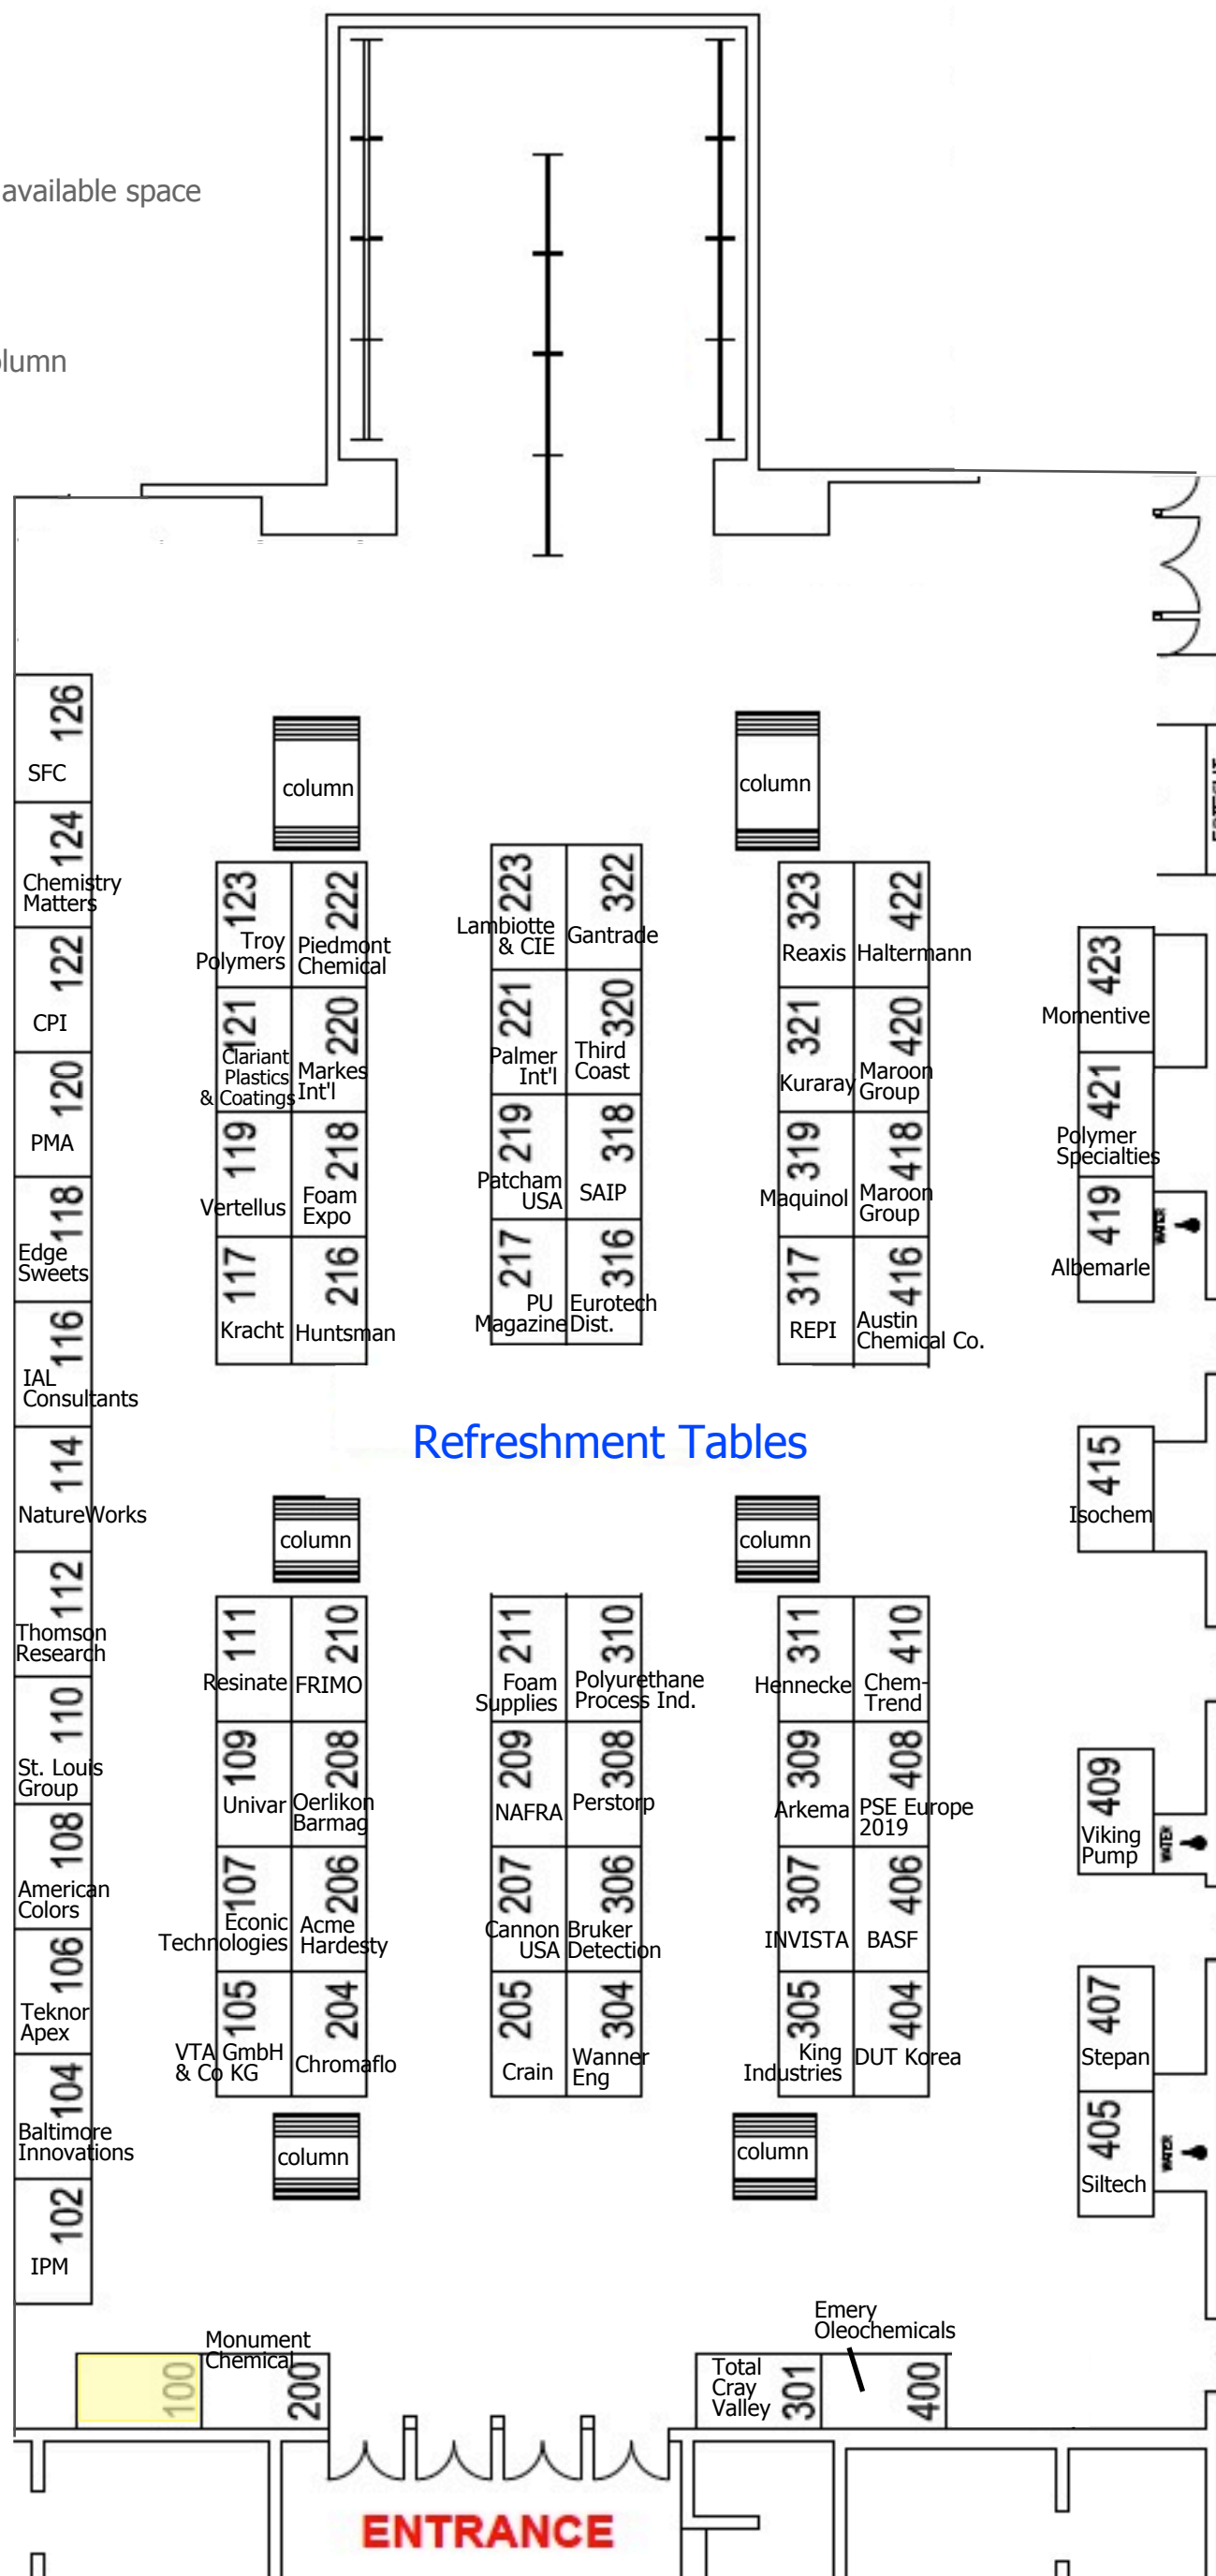 available space
olumn
126
SFC
124
Chemistry
Matters
122
CPI
120
PMA
118
Edge
Sweets
116
IAL
Consultants
114
NatureWorks
112
Thomson
Research
110
St. Louis
Group
108
American
Colors
106
Teknor
Apex
104
Baltimore
Innovations
102
IPM
column
column
123
Troy
Polymers
222
Piedmont
Chemical
121
Clariant
Plastics
& Coatings
220
Markes
Int'l
119
Vertellus
218
Foam
Expo
117
Kracht
216
Huntsman
223
Lambiotte
& CIE
322
Gantrade
221
Palmer
Int'l
320
Third
Coast
219
Patcham
USA
318
SAIP
217
PU
Magazine
316
Eurotech
Dist.
323
Reaxis
422
Haltermann
321
Kuraray
420
Maroon
Group
319
Maquinol
418
Maroon
Group
317
REPI
416
Austin
Chemical Co.
423
Momentive
421
Polymer
Specialties
419
Albemarle
WATER
Refreshment Tables
415
Isochem
column
column
111
Resinate
210
FRIMO
109
Univar
208
Oerlikon
Barmag
107
Econic
Technologies
206
Acme
Hardesty
105
VTA GmbH
& Co KG
204
Chromaflo
211
Foam
Supplies
310
Polyurethane
Process Ind.
209
NAFRA
308
Perstorp
207
Cannon
USA
306
Bruker
Detection
205
Crain
304
Wanner
Eng
311
Hennecke
410
Chem-
Trend
309
Arkema
408
PSE Europe
2019
307
INVISTA
406
BASF
305
King
Industries
404
DUT Korea
409
Viking
Pump
WATER
407
Stepan
405
Siltech
WATER
column
column
100
Monument
Chemical
200
Total
Cray
Valley
301
Emery
Oleochemicals
400
ENTRANCE